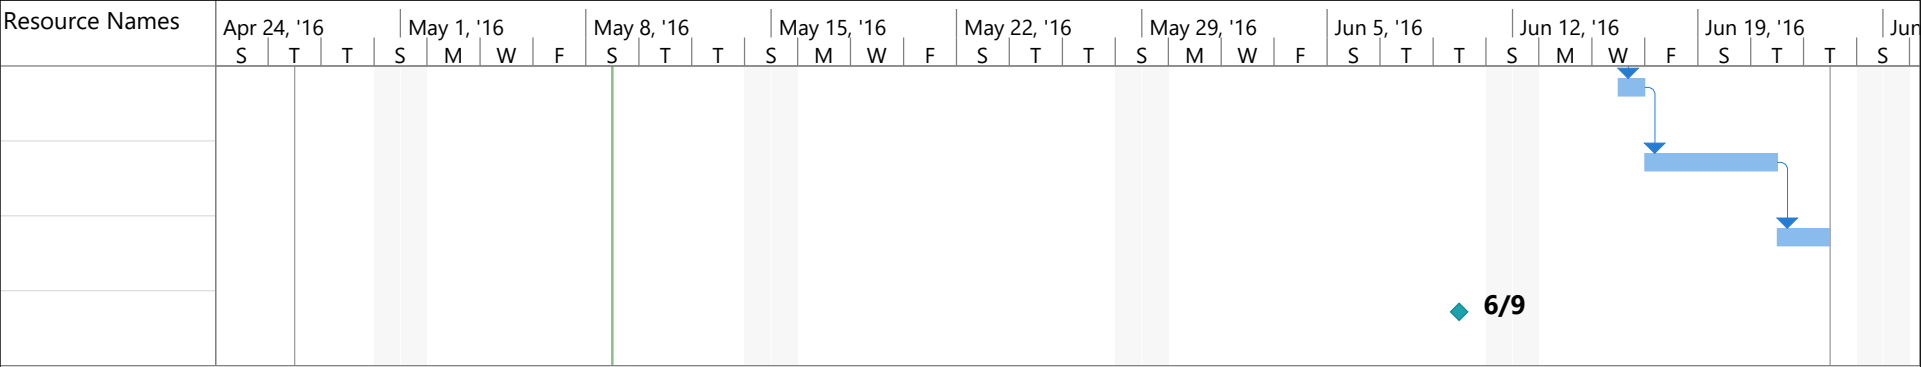 Resource Names
Apr 24, '16 May 1, '16 May 8, '16 May 15, '16 May 22, '16 May 29, '16 Jun 5, '16 Jun 12, '16 Jun 19, '16 Jun
S T T S M W F S T T S M W F S T T S M W F S T T S M W F S T T S
6/9